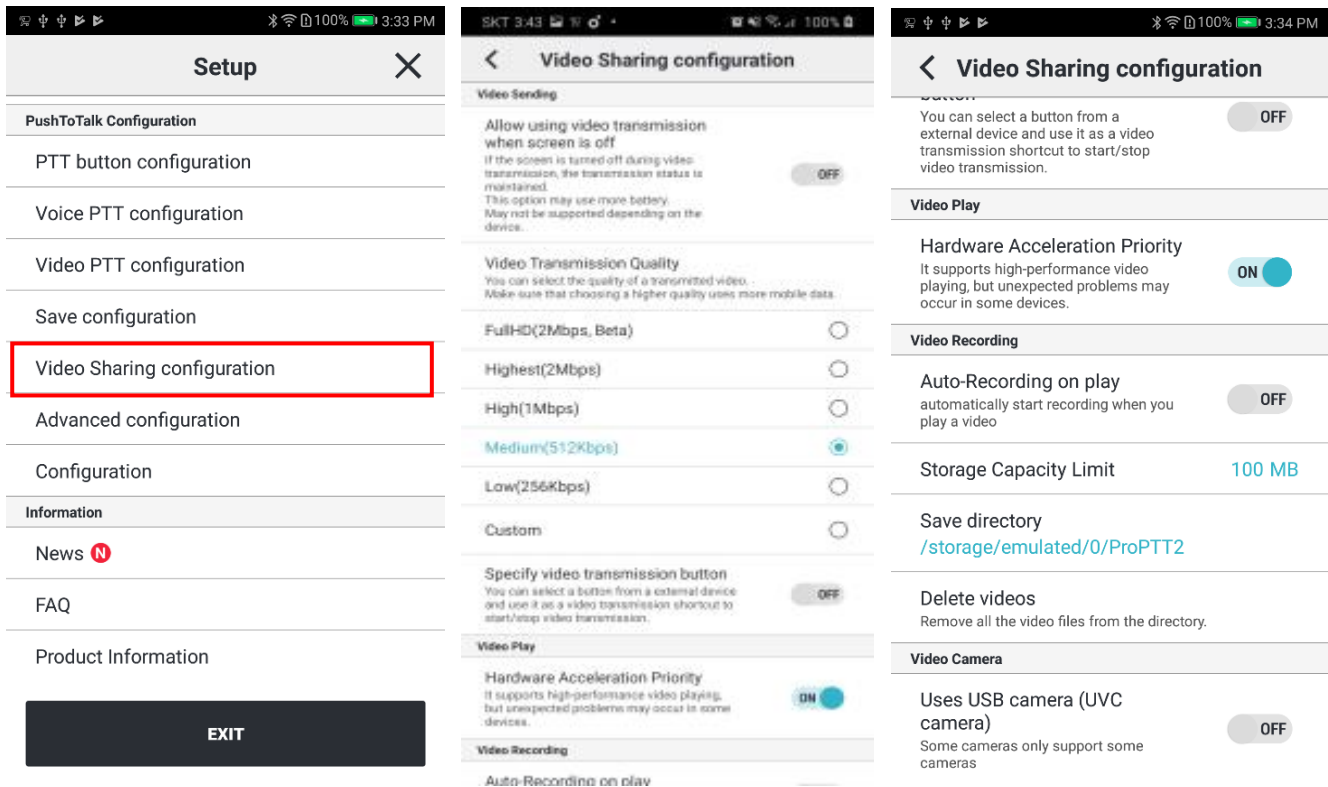 100% 3:33 PM
Setup
PushToTalk Configuration
PTT button configuration
Voice PTT configuration
Video PTT configuration
Save configuration
Video Sharing configuration
Advanced configuration
Configuration
Information
News N
FAQ
Product Information
EXIT
SKT 3:43 100%
Video Sharing configuration
Video Sending
Allow using video transmission
when screen is off
If the screen is turned off during video
transmission, the transmission status is
maintained.
This option may use more battery.
May not be supported depending on the
device.
OFF
Video Transmission Quality
You can select the quality of a transmitted video.
Make sure that choosing a higher quality uses more mobile data.
FullHD(2Mbps, Beta)
Highest(2Mbps)
High(1Mbps)
Medium(512Kbps)
Low(256Kbps)
Custom
Specify video transmission button
You can select a button from a external device
and use it as a video transmission shortcut to
start/stop video transmission.
OFF
Video Play
Hardware Acceleration Priority
It supports high-performance video playing,
but unexpected problems may occur in some
devices.
ON
Video Recording
Auto-Recording on play
100% 3:34 PM
Video Sharing configuration
button
You can select a button from a
external device and use it as a video
transmission shortcut to start/stop
video transmission.
OFF
Video Play
Hardware Acceleration Priority
It supports high-performance video
playing, but unexpected problems may
occur in some devices.
ON
Video Recording
Auto-Recording on play
automatically start recording when you
play a video
OFF
Storage Capacity Limit 100 MB
Save directory
/storage/emulated/0/ProPTT2
Delete videos
Remove all the video files from the directory.
Video Camera
Uses USB camera (UVC
camera)
Some cameras only support some
cameras
OFF